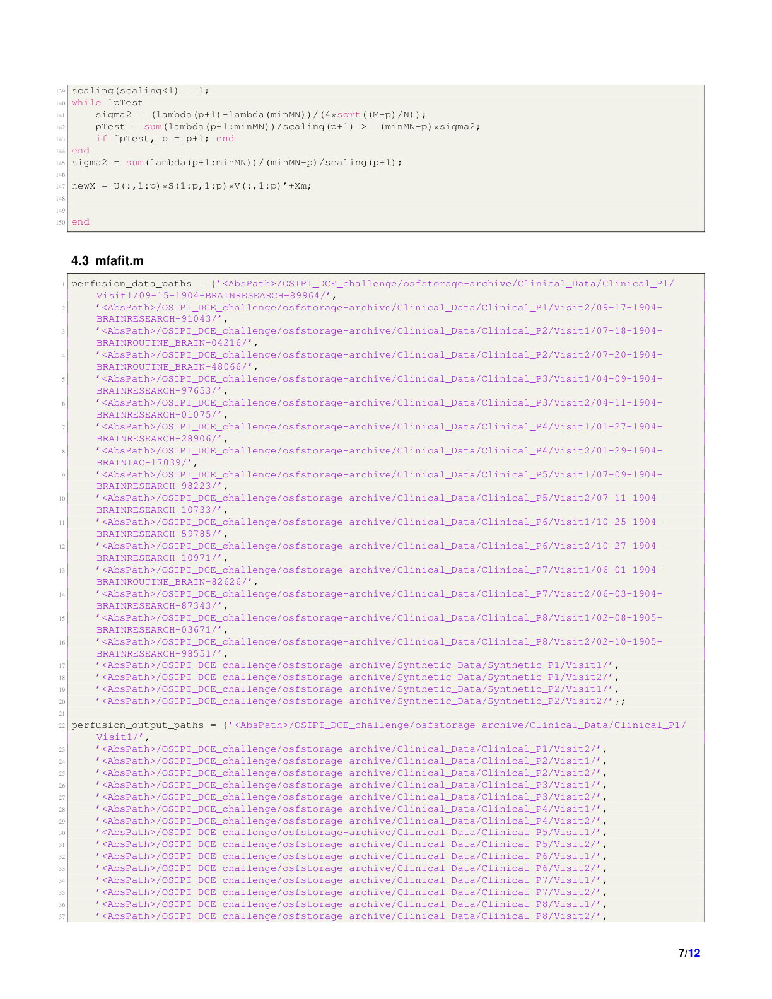 139 scaling(scaling<1) = 1;
140 while ~pTest
141     sigma2 = (lambda(p+1)-lambda(minMN))/(4*sqrt((M-p)/N));
142     pTest = sum(lambda(p+1:minMN))/scaling(p+1) >= (minMN-p)*sigma2;
143     if ~pTest, p = p+1; end
144 end
145 sigma2 = sum(lambda(p+1:minMN))/(minMN-p)/scaling(p+1);
146
147 newX = U(:,1:p)*S(1:p,1:p)*V(:,1:p)'+Xm;
148
149
150 end
4.3 mfafit.m
1 perfusion_data_paths = {'<AbsPath>/OSIPI_DCE_challenge/osfstorage-archive/Clinical_Data/Clinical_P1/
Visit1/09-15-1904-BRAINRESEARCH-89964/',
2 '<AbsPath>/OSIPI_DCE_challenge/osfstorage-archive/Clinical_Data/Clinical_P1/Visit2/09-17-1904-
BRAINRESEARCH-91043/',
3 '<AbsPath>/OSIPI_DCE_challenge/osfstorage-archive/Clinical_Data/Clinical_P2/Visit1/07-18-1904-
BRAINROUTINE_BRAIN-04216/',
4 '<AbsPath>/OSIPI_DCE_challenge/osfstorage-archive/Clinical_Data/Clinical_P2/Visit2/07-20-1904-
BRAINROUTINE_BRAIN-48066/',
5 '<AbsPath>/OSIPI_DCE_challenge/osfstorage-archive/Clinical_Data/Clinical_P3/Visit1/04-09-1904-
BRAINRESEARCH-97653/',
6 '<AbsPath>/OSIPI_DCE_challenge/osfstorage-archive/Clinical_Data/Clinical_P3/Visit2/04-11-1904-
BRAINRESEARCH-01075/',
7 '<AbsPath>/OSIPI_DCE_challenge/osfstorage-archive/Clinical_Data/Clinical_P4/Visit1/01-27-1904-
BRAINRESEARCH-28906/',
8 '<AbsPath>/OSIPI_DCE_challenge/osfstorage-archive/Clinical_Data/Clinical_P4/Visit2/01-29-1904-
BRAINIAC-17039/',
9 '<AbsPath>/OSIPI_DCE_challenge/osfstorage-archive/Clinical_Data/Clinical_P5/Visit1/07-09-1904-
BRAINRESEARCH-98223/',
10 '<AbsPath>/OSIPI_DCE_challenge/osfstorage-archive/Clinical_Data/Clinical_P5/Visit2/07-11-1904-
BRAINRESEARCH-10733/',
11 '<AbsPath>/OSIPI_DCE_challenge/osfstorage-archive/Clinical_Data/Clinical_P6/Visit1/10-25-1904-
BRAINRESEARCH-59785/',
12 '<AbsPath>/OSIPI_DCE_challenge/osfstorage-archive/Clinical_Data/Clinical_P6/Visit2/10-27-1904-
BRAINRESEARCH-10971/',
13 '<AbsPath>/OSIPI_DCE_challenge/osfstorage-archive/Clinical_Data/Clinical_P7/Visit1/06-01-1904-
BRAINROUTINE_BRAIN-82626/',
14 '<AbsPath>/OSIPI_DCE_challenge/osfstorage-archive/Clinical_Data/Clinical_P7/Visit2/06-03-1904-
BRAINRESEARCH-87343/',
15 '<AbsPath>/OSIPI_DCE_challenge/osfstorage-archive/Clinical_Data/Clinical_P8/Visit1/02-08-1905-
BRAINRESEARCH-03671/',
16 '<AbsPath>/OSIPI_DCE_challenge/osfstorage-archive/Clinical_Data/Clinical_P8/Visit2/02-10-1905-
BRAINRESEARCH-98551/',
17 '<AbsPath>/OSIPI_DCE_challenge/osfstorage-archive/Synthetic_Data/Synthetic_P1/Visit1/',
18 '<AbsPath>/OSIPI_DCE_challenge/osfstorage-archive/Synthetic_Data/Synthetic_P1/Visit2/',
19 '<AbsPath>/OSIPI_DCE_challenge/osfstorage-archive/Synthetic_Data/Synthetic_P2/Visit1/',
20 '<AbsPath>/OSIPI_DCE_challenge/osfstorage-archive/Synthetic_Data/Synthetic_P2/Visit2/'};
21
22 perfusion_output_paths = {'<AbsPath>/OSIPI_DCE_challenge/osfstorage-archive/Clinical_Data/Clinical_P1/
Visit1/',
23 '<AbsPath>/OSIPI_DCE_challenge/osfstorage-archive/Clinical_Data/Clinical_P1/Visit2/',
24 '<AbsPath>/OSIPI_DCE_challenge/osfstorage-archive/Clinical_Data/Clinical_P2/Visit1/',
25 '<AbsPath>/OSIPI_DCE_challenge/osfstorage-archive/Clinical_Data/Clinical_P2/Visit2/',
26 '<AbsPath>/OSIPI_DCE_challenge/osfstorage-archive/Clinical_Data/Clinical_P3/Visit1/',
27 '<AbsPath>/OSIPI_DCE_challenge/osfstorage-archive/Clinical_Data/Clinical_P3/Visit2/',
28 '<AbsPath>/OSIPI_DCE_challenge/osfstorage-archive/Clinical_Data/Clinical_P4/Visit1/',
29 '<AbsPath>/OSIPI_DCE_challenge/osfstorage-archive/Clinical_Data/Clinical_P4/Visit2/',
30 '<AbsPath>/OSIPI_DCE_challenge/osfstorage-archive/Clinical_Data/Clinical_P5/Visit1/',
31 '<AbsPath>/OSIPI_DCE_challenge/osfstorage-archive/Clinical_Data/Clinical_P5/Visit2/',
32 '<AbsPath>/OSIPI_DCE_challenge/osfstorage-archive/Clinical_Data/Clinical_P6/Visit1/',
33 '<AbsPath>/OSIPI_DCE_challenge/osfstorage-archive/Clinical_Data/Clinical_P6/Visit2/',
34 '<AbsPath>/OSIPI_DCE_challenge/osfstorage-archive/Clinical_Data/Clinical_P7/Visit1/',
35 '<AbsPath>/OSIPI_DCE_challenge/osfstorage-archive/Clinical_Data/Clinical_P7/Visit2/',
36 '<AbsPath>/OSIPI_DCE_challenge/osfstorage-archive/Clinical_Data/Clinical_P8/Visit1/',
37 '<AbsPath>/OSIPI_DCE_challenge/osfstorage-archive/Clinical_Data/Clinical_P8/Visit2/',
7/12